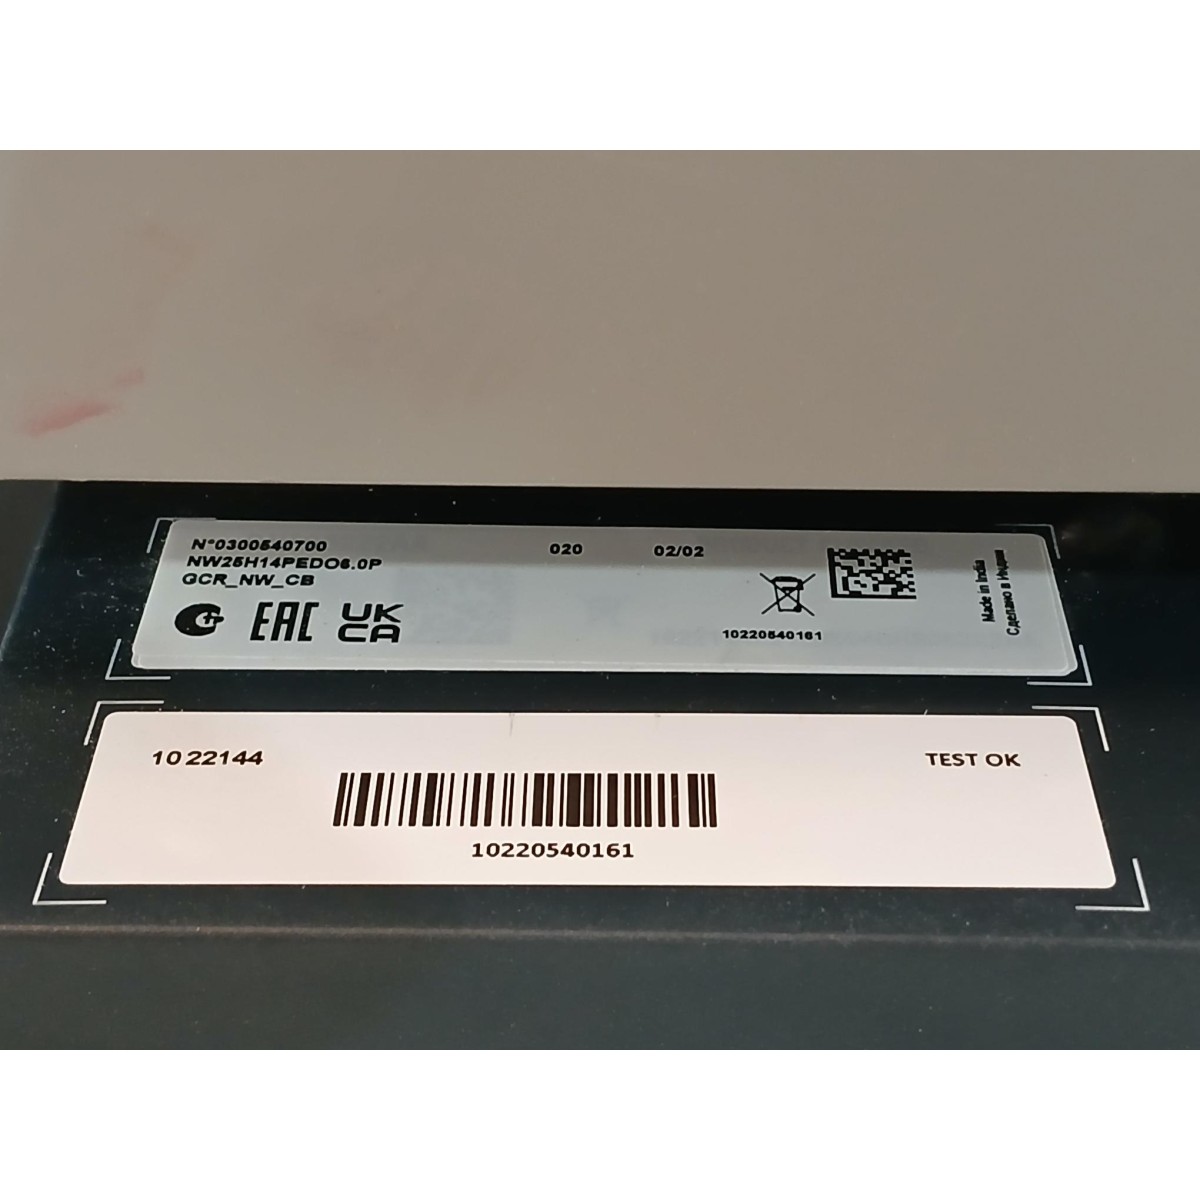 N°0300540700
020
02/02
NW25H14PEDO6.0P
GCR_NW_CB
EAC
UK
CA
10220540161
Made in India
Сделано в Индии
1022144
TEST OK
10220540161